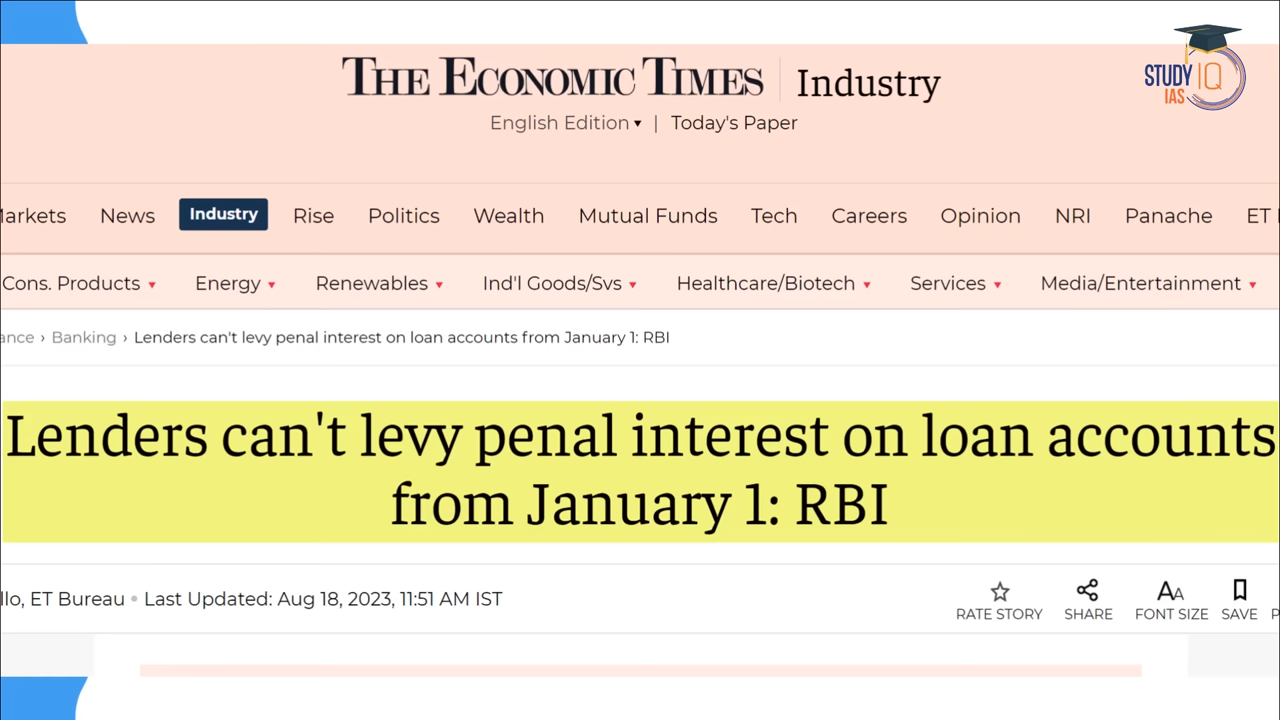 THE ECONOMIC TIMES | Industry
STUDY IQ
IAS
English Edition ▾ | Today's Paper
Markets News Industry Rise Politics Wealth Mutual Funds Tech Careers Opinion NRI Panache ET
Cons. Products Energy Renewables Ind'l Goods/Svs Healthcare/Biotech Services Media/Entertainment
› Banking › Lenders can't levy penal interest on loan accounts from January 1: RBI
Lenders can't levy penal interest on loan accounts
from January 1: RBI
ET Bureau • Last Updated: Aug 18, 2023, 11:51 AM IST
RATE STORY SHARE FONT SIZE SAVE